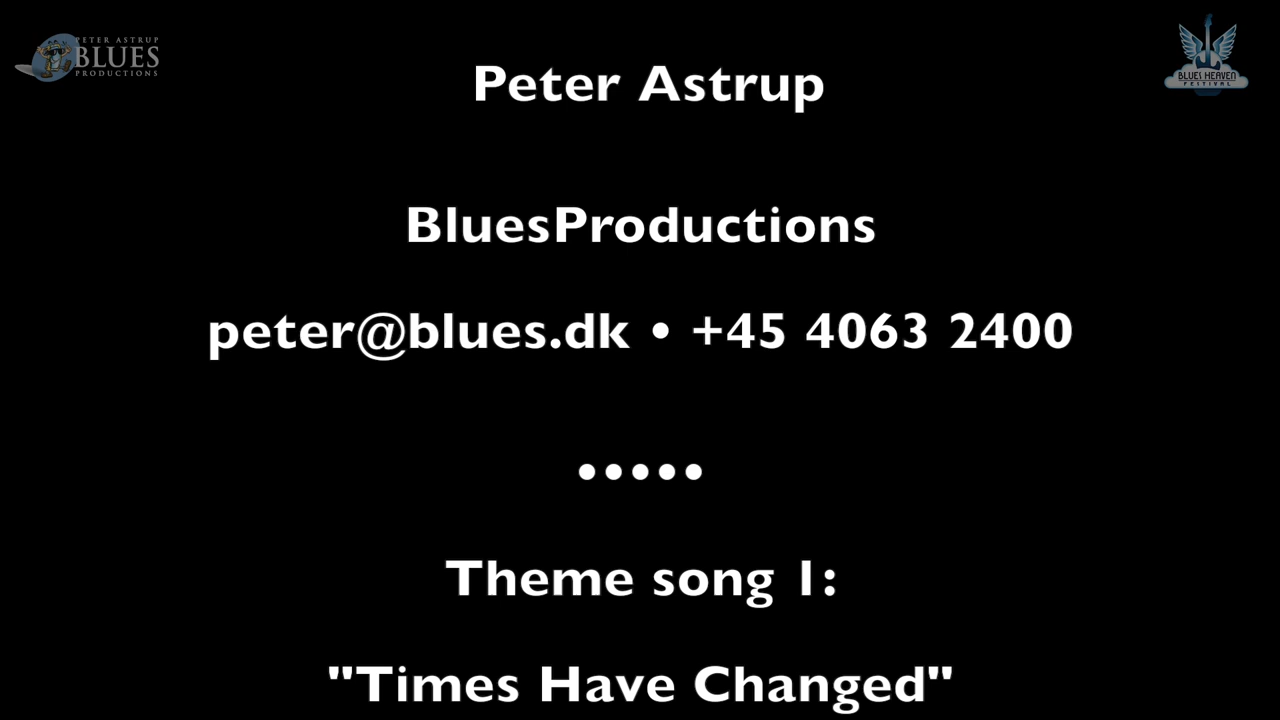 PETER ASTRUP
BLUES
PRODUCTIONS
BLUES HEAVEN
FESTIVAL
Peter Astrup
BluesProductions
peter@blues.dk • +45 4063 2400
•••••
Theme song 1:
"Times Have Changed"